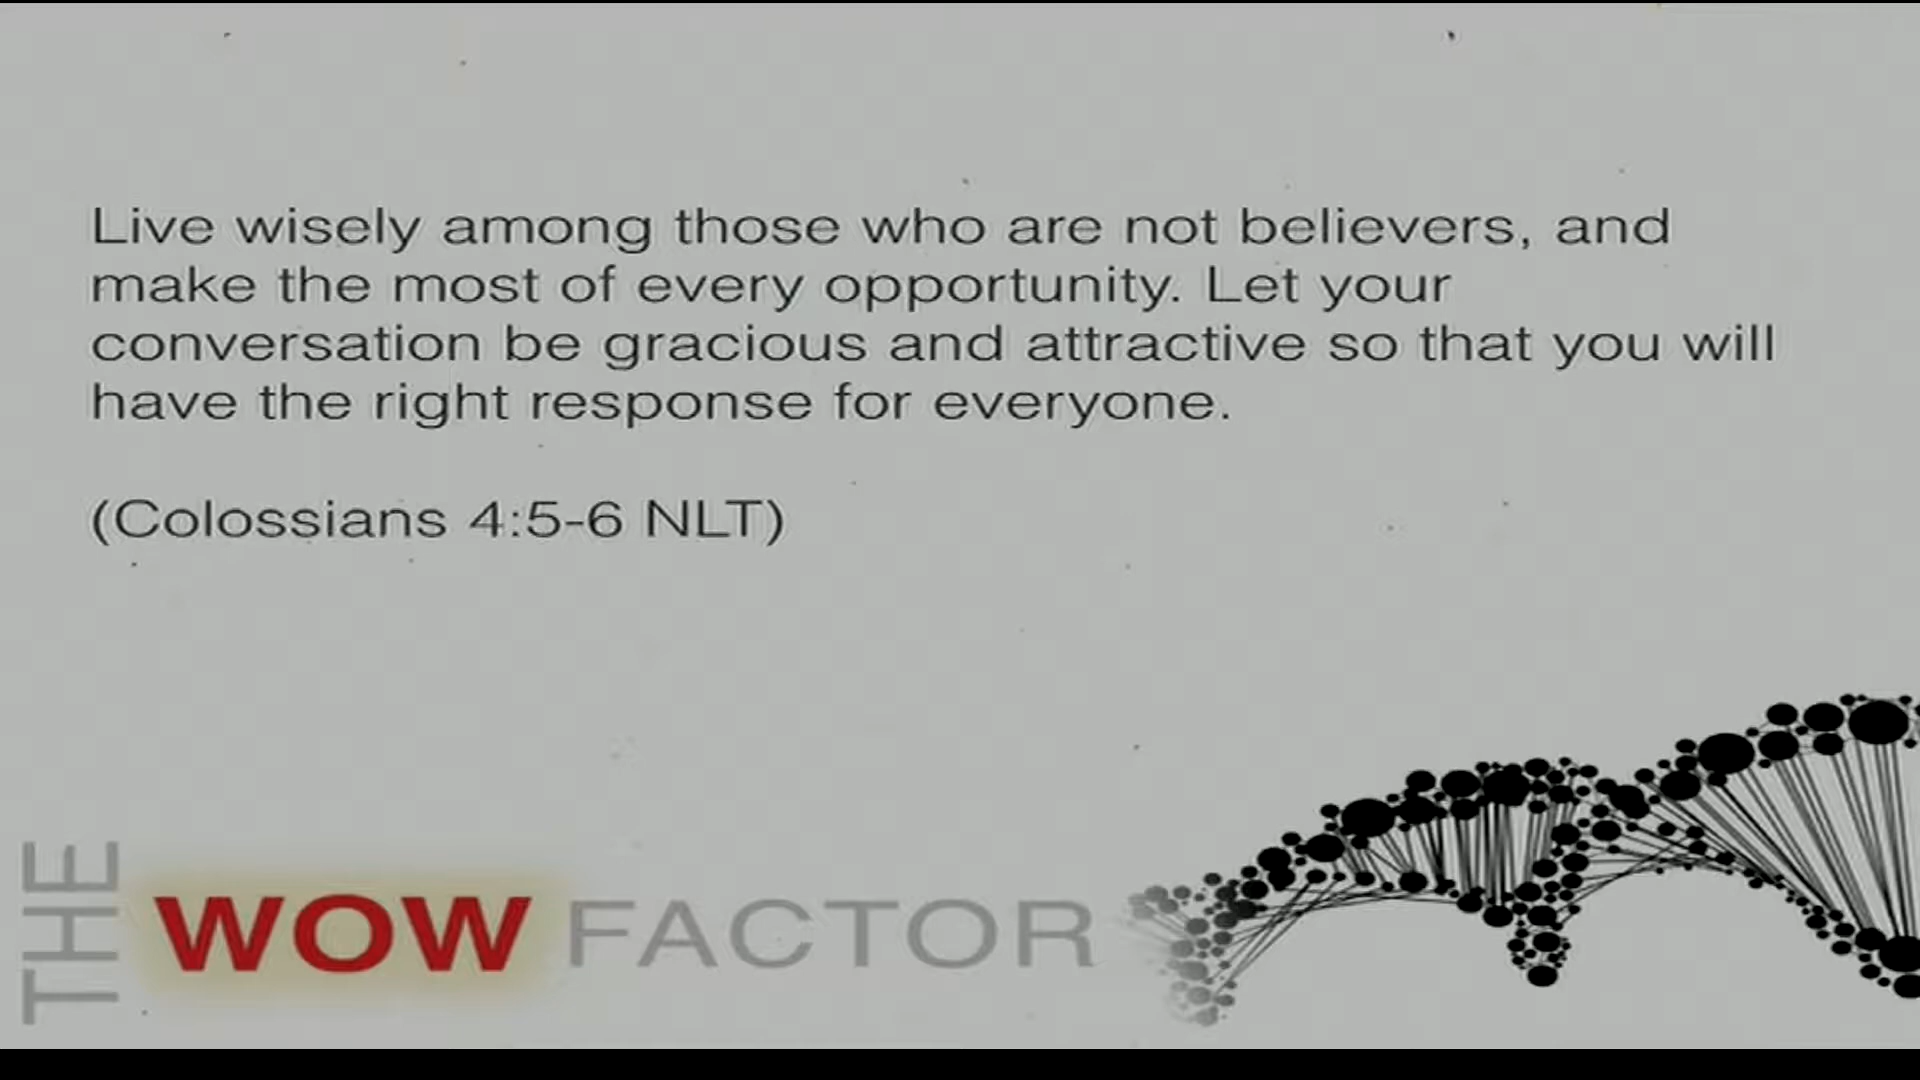 Live wisely among those who are not believers, and
make the most of every opportunity. Let your
conversation be gracious and attractive so that you will
have the right response for everyone.
(Colossians 4:5-6 NLT)
THE WOW FACTOR